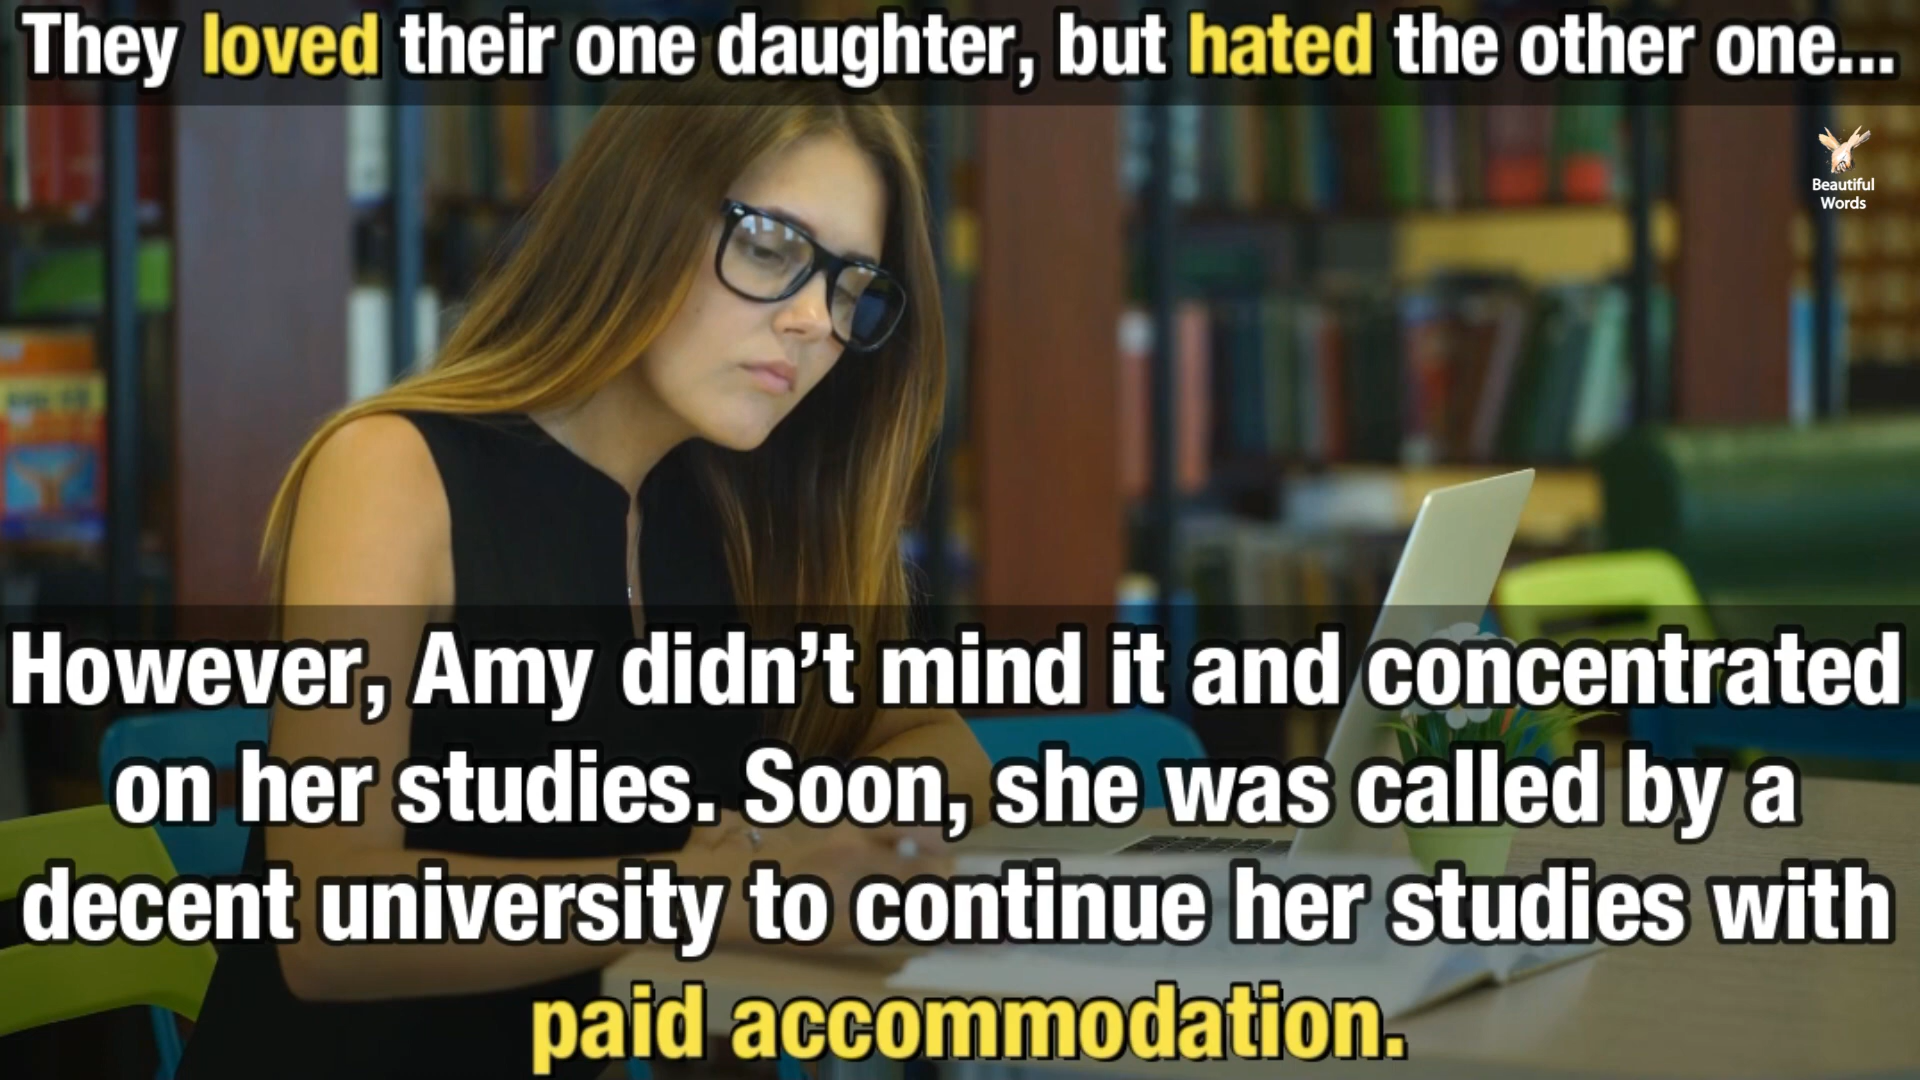 They loved their one daughter, but hated the other one...
Beautiful
Words
However, Amy didn’t mind it and concentrated
on her studies. Soon, she was called by a
decent university to continue her studies with
paid accommodation.